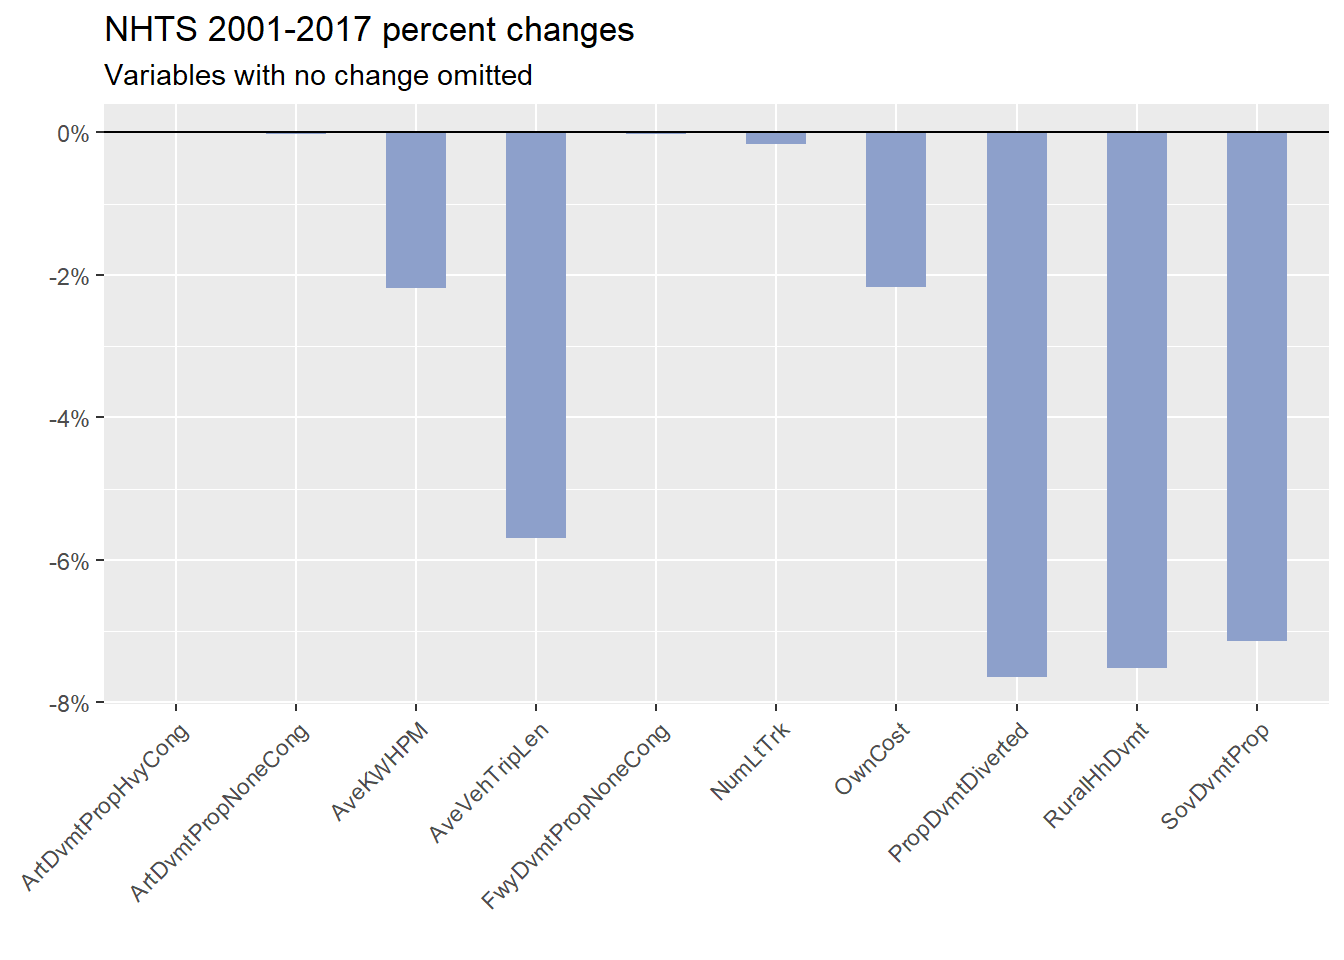 NHTS 2001-2017 percent changes
Variables with no change omitted
0%
-2%
-4%
-6%
-8%
ArtDvmtPropHvyCong
ArtDvmtPropNoneCong
AveKWHPM
AveVehTripLen
FwyDvmtPropNoneCong
NumLtTrk
OwnCost
PropDvmtDiverted
RuralHhDvmt
SovDvmtProp